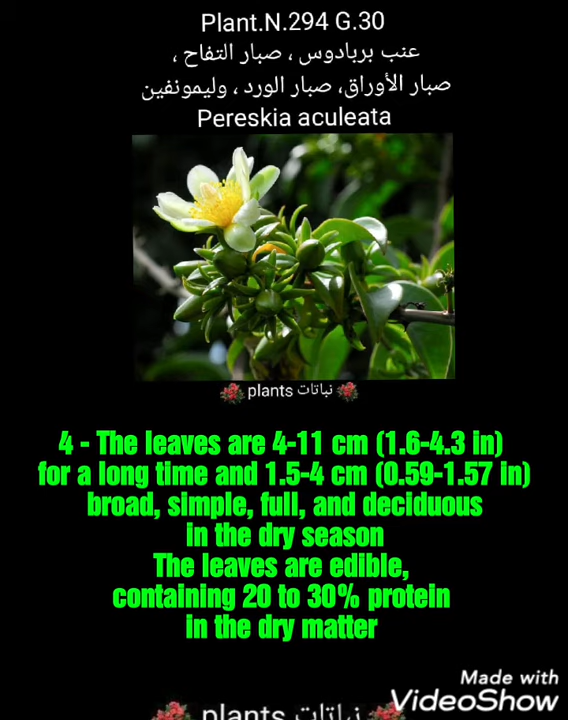 Plant.N.294 G.30
عنب بربادوس ، صبار التفاح ،
صبار الأوراق، صبار الورد ، وليمونفين
Pereskia aculeata
plants نباتات
4 - The leaves are 4-11 cm (1.6-4.3 in)
for a long time and 1.5-4 cm (0.59-1.57 in)
broad, simple, full, and deciduous
in the dry season
The leaves are edible,
containing 20 to 30% protein
in the dry matter
Made with
VideoShow
plants نباتات